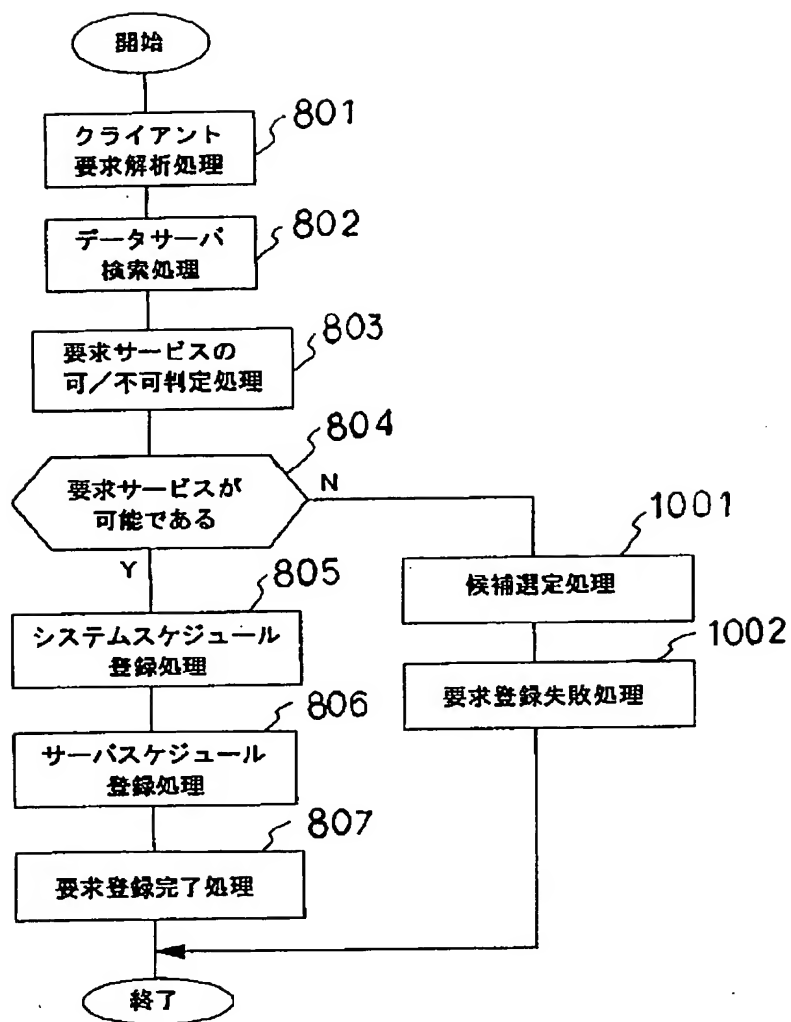 開始
クライアント
要求解析処理
801
データサーバ
検索処理
802
要求サービスの
可/不可判定処理
803
要求サービスが
可能である
804
N
Y
システムスケジュール
登録処理
805
サーバスケジュール
登録処理
806
要求登録完了処理
807
候補選定処理
1001
要求登録失敗処理
1002
終了